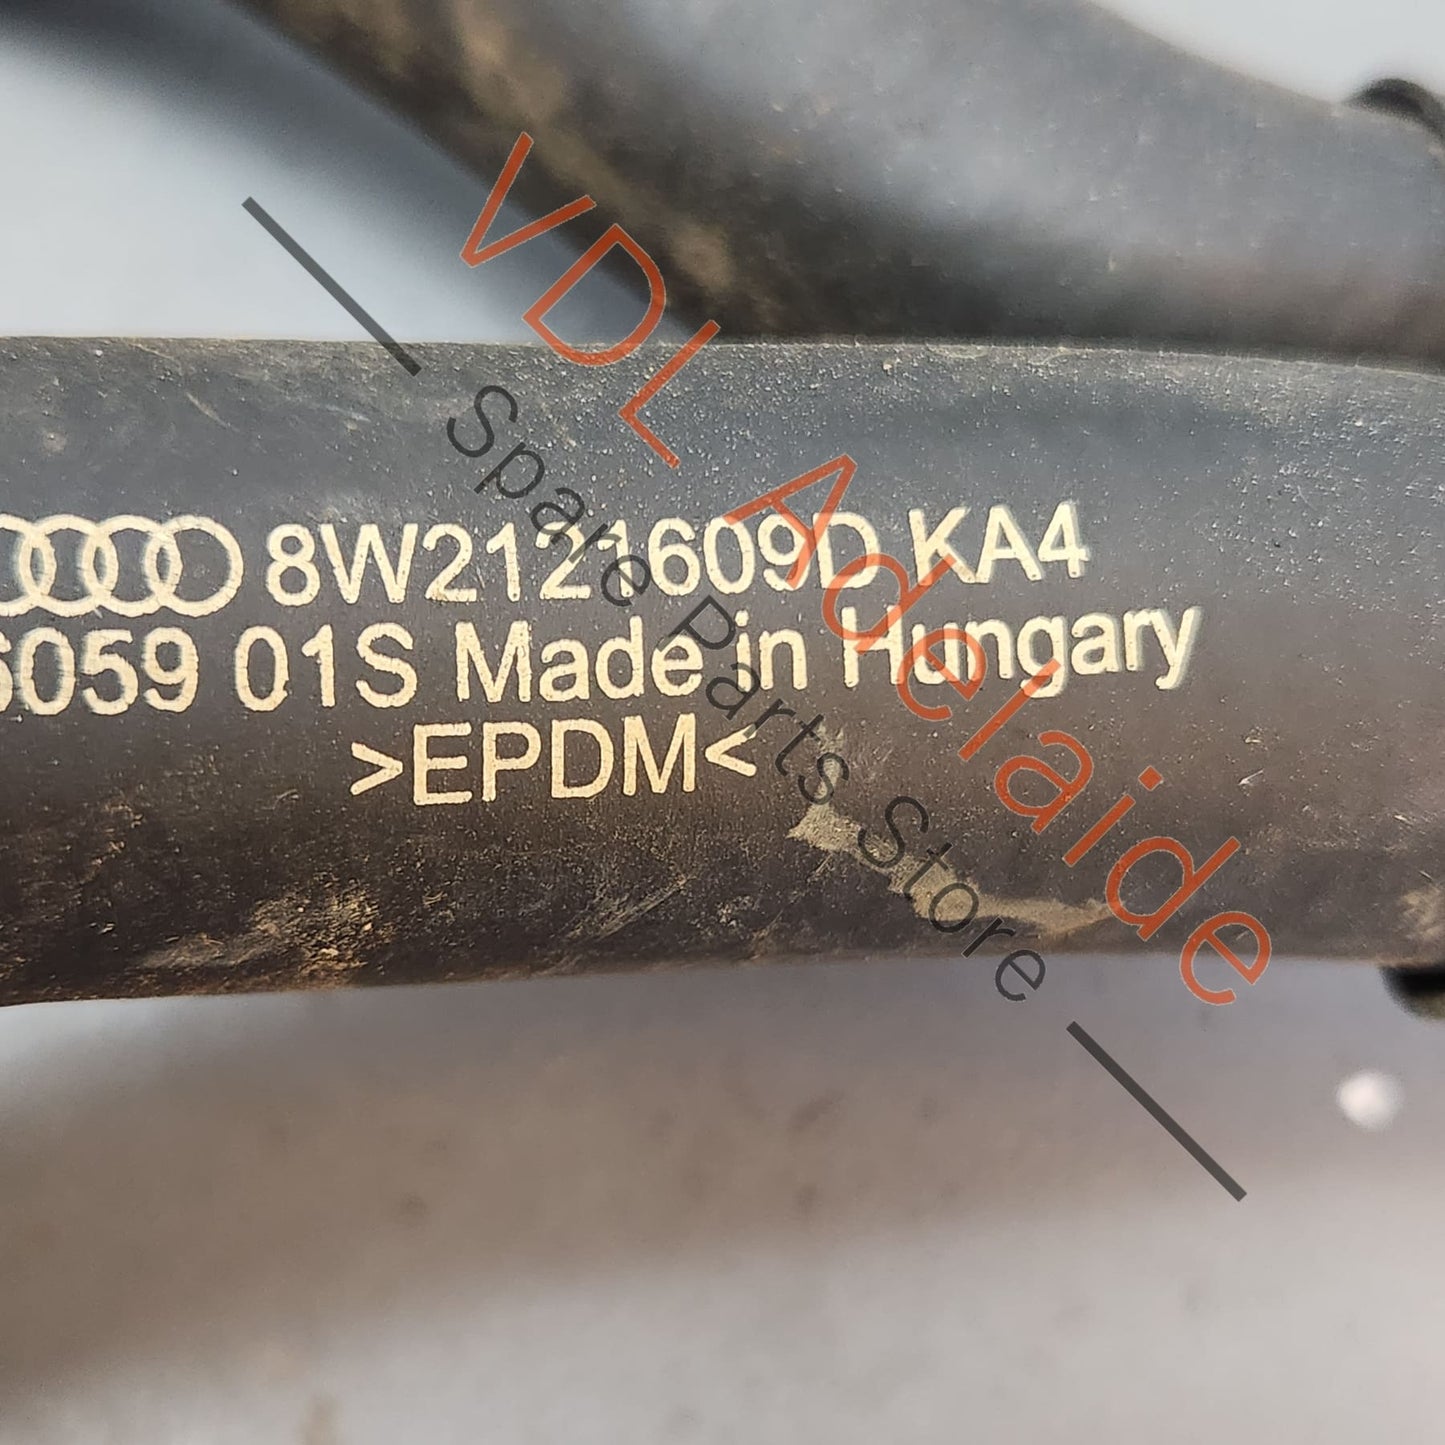 8W2121609D KA4
6059 01S Made in Hungary
>EPDM<
VDL Adelaide
Spare Parts Store